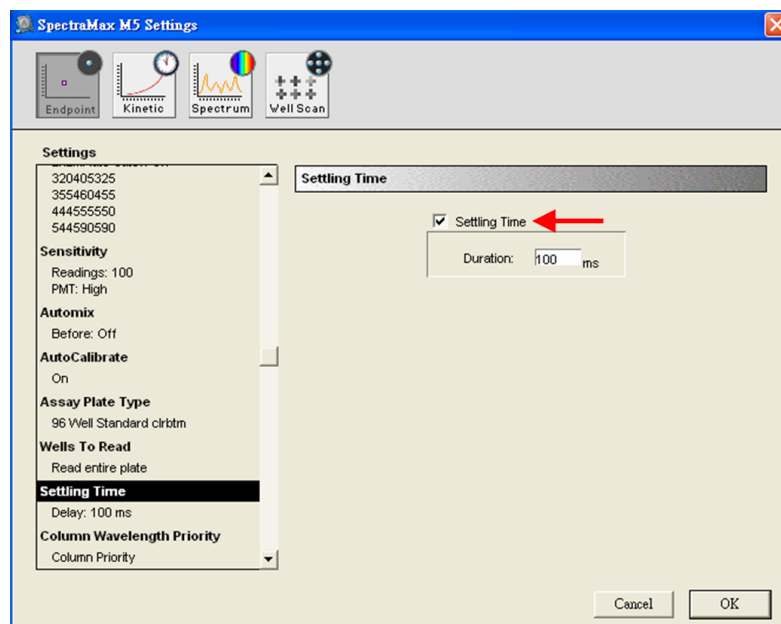 SpectraMax M5 Settings
Endpoint
Kinetic
Spectrum
Well Scan
Settings
320405325
355460455
444555550
544590590
Sensitivity
Readings: 100
PMT: High
Automix
Before: Off
AutoCalibrate
On
Assay Plate Type
96 Well Standard clrbtm
Wells To Read
Read entire plate
Settling Time
Delay: 100 ms
Column Wavelength Priority
Column Priority
Settling Time
Settling Time
Duration: 100 ms
Cancel
OK